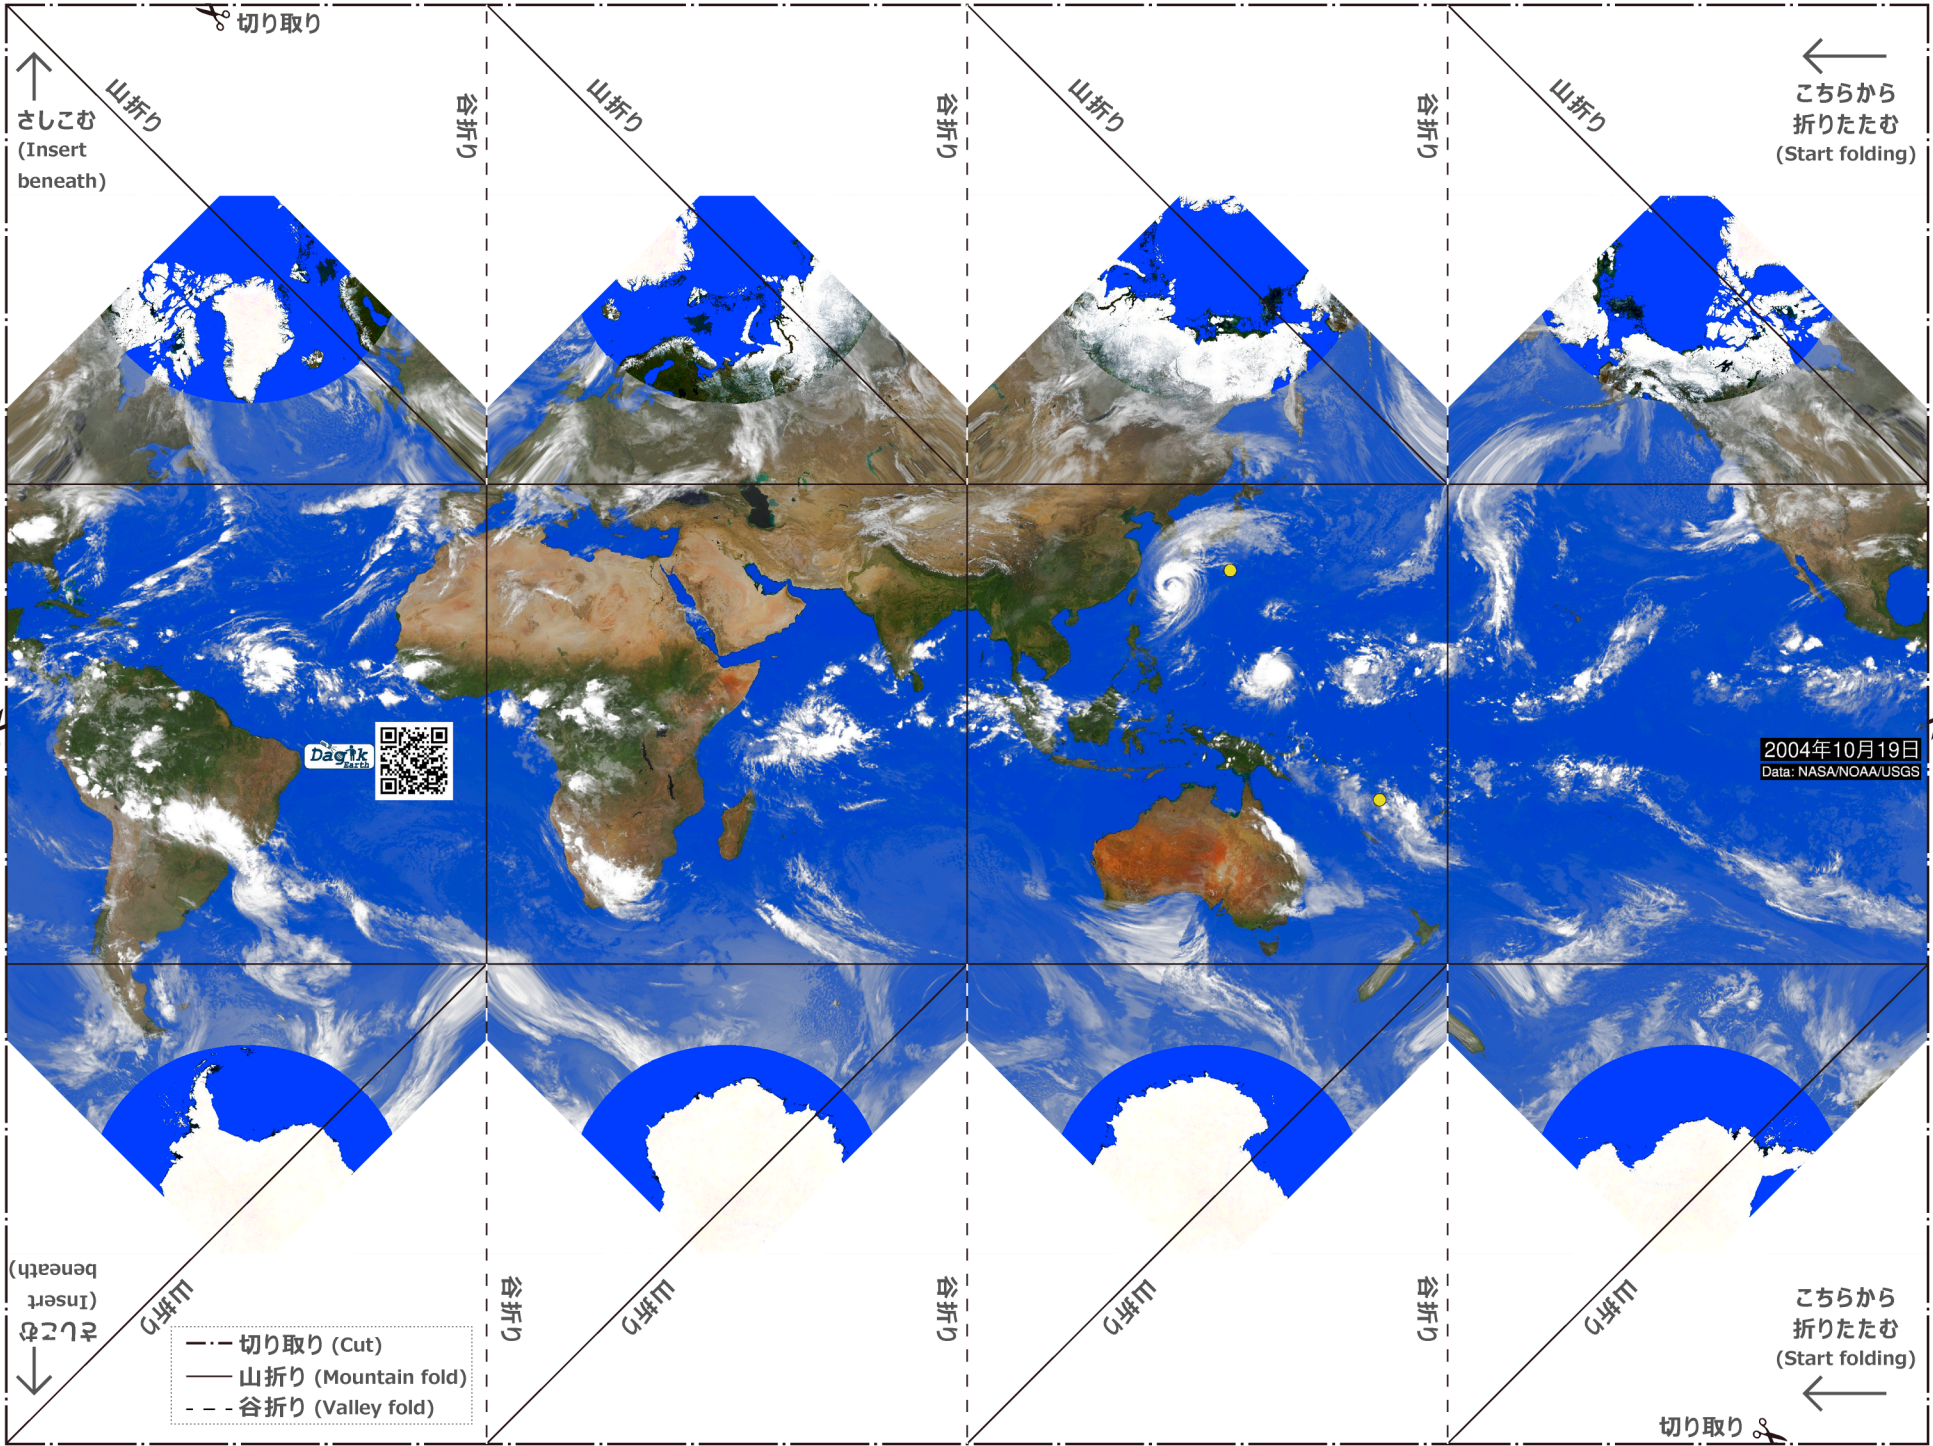 切り取り
さしこむ
(Insert
beneath)
山折り
谷折り
山折り
谷折り
山折り
谷折り
山折り
こちらから
折りたたむ
(Start folding)
Dagik
Earth
2004年10月19日
Data: NASA/NOAA/USGS
さしこむ
(Insert
beneath)
山折り
谷折り
山折り
谷折り
山折り
谷折り
山折り
こちらから
折りたたむ
(Start folding)
切り取り (Cut)
山折り (Mountain fold)
谷折り (Valley fold)
切り取り